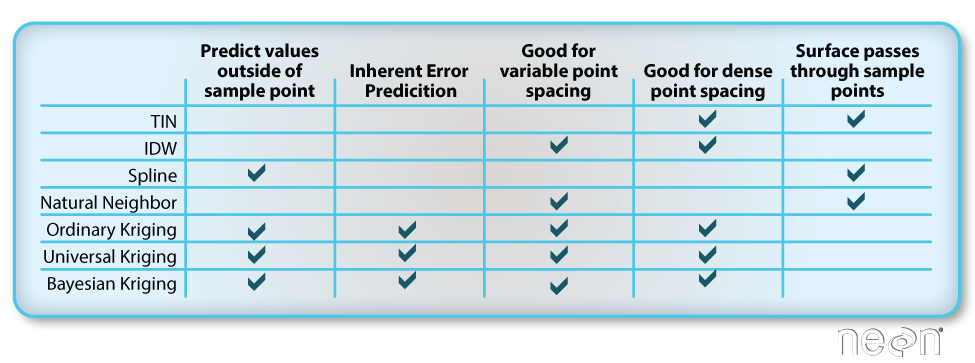 Predict values
outside of
sample point
Inherent Error
Predicition
Good for
variable point
spacing
Good for dense
point spacing
Surface passes
through sample
points
TIN
IDW
Spline
Natural Neighbor
Ordinary Kriging
Universal Kriging
Bayesian Kriging
neon